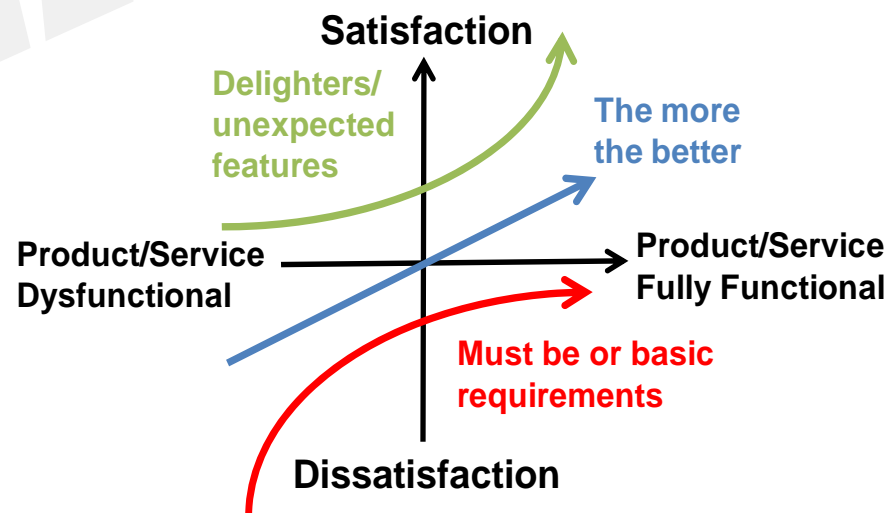 Satisfaction
Delighters/
unexpected
features
The more
the better
Product/Service
Dysfunctional
Product/Service
Fully Functional
Must be or basic
requirements
Dissatisfaction